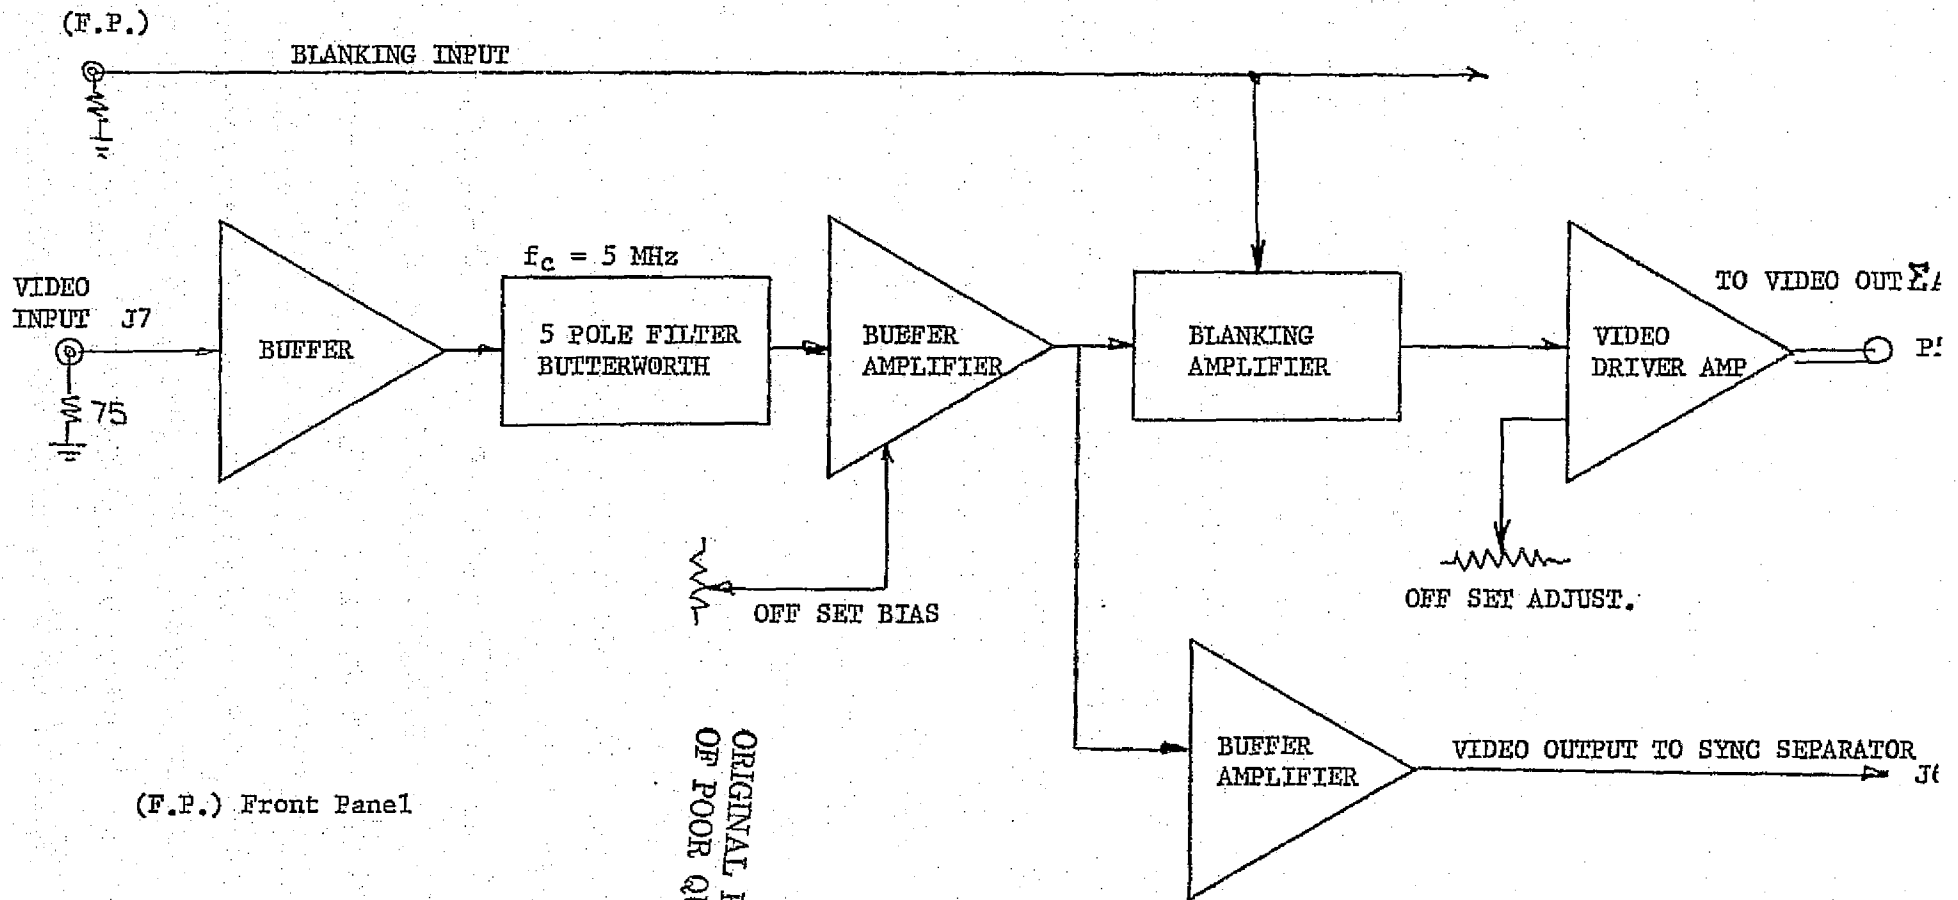 (F.P.)
BLANKING INPUT
VIDEO
INPUT J7
75
BUFFER
fc = 5 MHz
5 POLE FILTER
BUTTERWORTH
BUFFER
AMPLIFIER
OFF SET BIAS
BLANKING
AMPLIFIER
VIDEO
DRIVER AMP
TO VIDEO OUT Σ
OFF SET ADJUST.
BUFFER
AMPLIFIER
VIDEO OUTPUT TO SYNC SEPARATOR
(F.P.) Front Panel
ORIGINAL
OF POOR